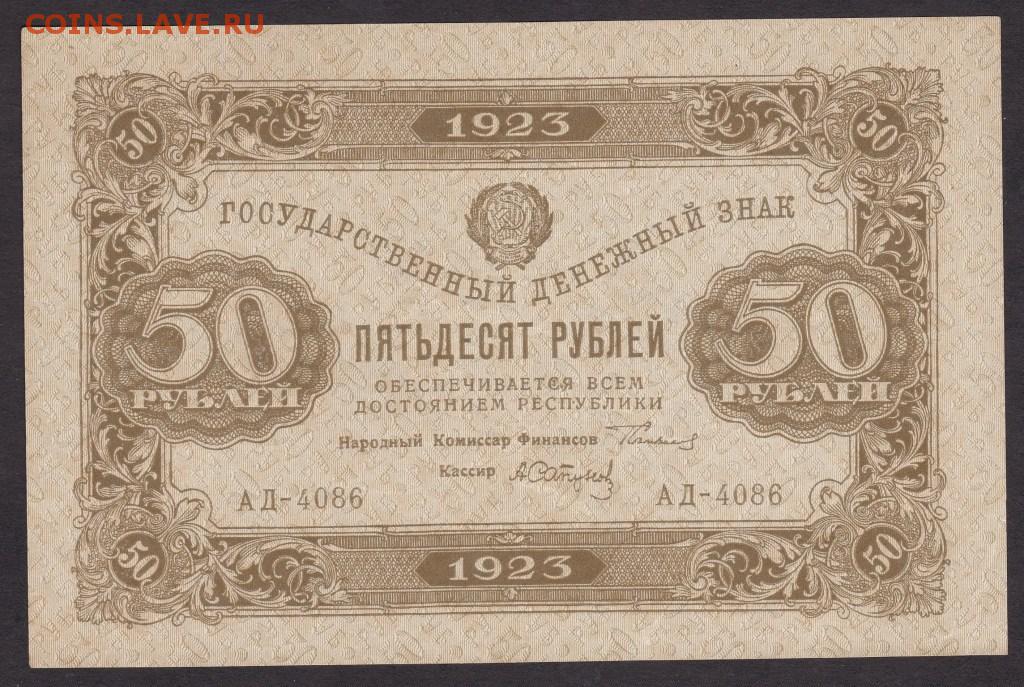 COINS.LAVE.RU
50 1923 50
ГОСУДАРСТВЕННЫЙ ДЕНЕЖНЫЙ ЗНАК
50 50
ПЯТЬДЕСЯТ РУБЛЕЙ
РУБЛЕЙ РУБЛЕЙ
ОБЕСПЕЧИВАЕТСЯ ВСЕМ
ДОСТОЯНИЕМ РЕСПУБЛИКИ
Народный Комиссар Финансов
Кассир
АД-4086 АД-4086
50 1923 50